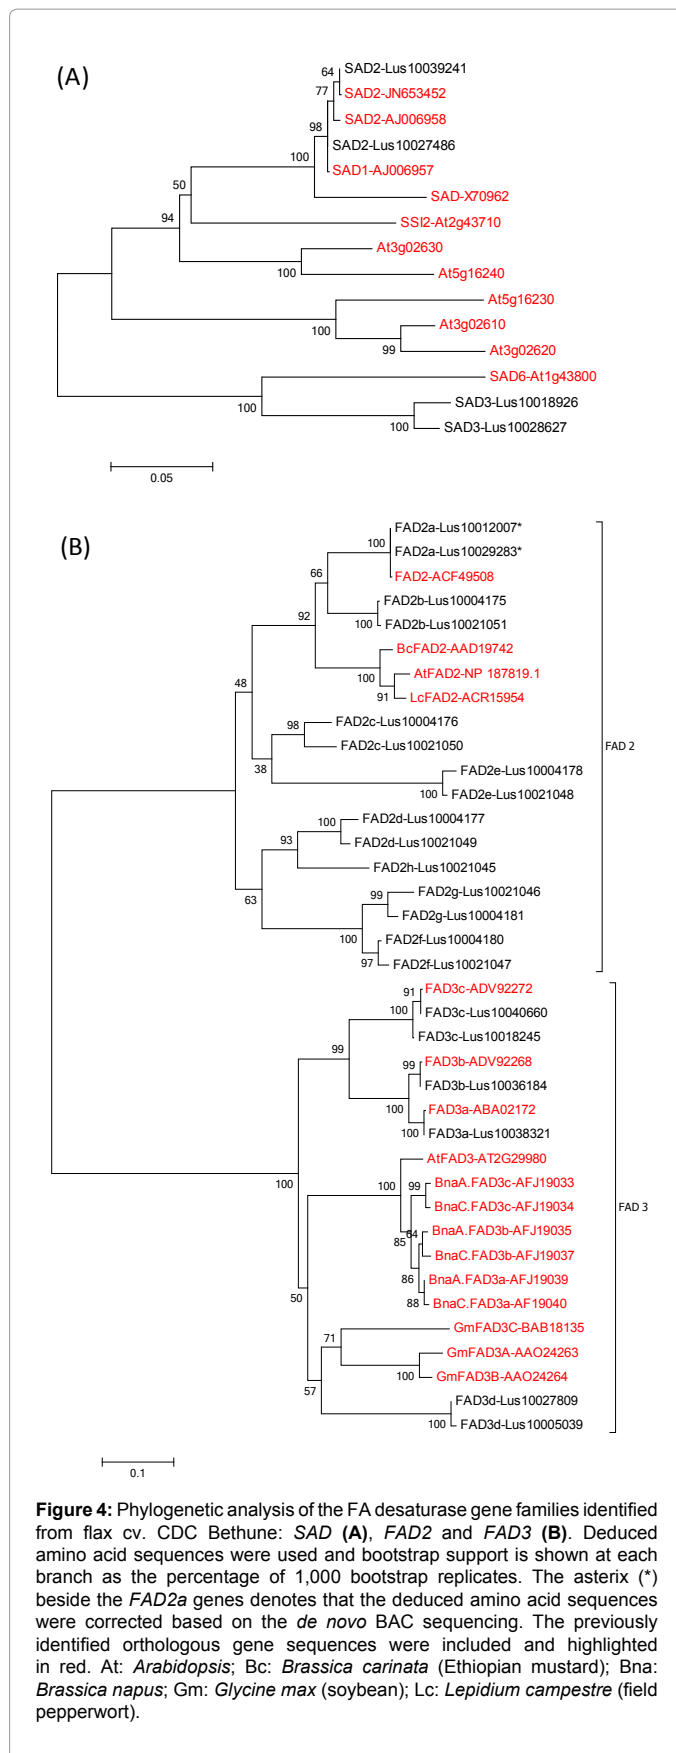 (A)
SAD2-Lus10039241
64
77
SAD2-JN653452
SAD2-AJ006958
98
SAD2-Lus10027486
100
SAD1-AJ006957
50
SAD-X70962
94
SSI2-At2g43710
At3g02630
100
At5g16240
At5g16230
100
At3g02610
99
At3g02620
SAD6-At1g43800
100
SAD3-Lus10018926
100
SAD3-Lus10028627
0.05
(B)
FAD2a-Lus10012007*
100
FAD2a-Lus10029283*
66
FAD2-ACF49508
FAD2b-Lus10004175
92
100
FAD2b-Lus10021051
BcFAD2-AAD19742
100
AtFAD2-NP 187819.1
48
91
LcFAD2-ACR15954
98
FAD2c-Lus10004176
FAD2c-Lus10021050
38
FAD2e-Lus10004178
100
FAD2e-Lus10021048
FAD 2
100
FAD2d-Lus10004177
93
FAD2d-Lus10021049
FAD2h-Lus10021045
63
99
FAD2g-Lus10021046
FAD2g-Lus10004181
100
FAD2f-Lus10004180
97
FAD2f-Lus10021047
91
FAD3c-ADV92272
100
FAD3c-Lus10040660
FAD3c-Lus10018245
99
99
FAD3b-ADV92268
FAD3b-Lus10036184
100
FAD3a-ABA02172
100
FAD3a-Lus10038321
AtFAD3-AT2G29980
100
100
99
BnaA.FAD3c-AFJ19033
BnaC.FAD3c-AFJ19034
FAD 3
64
BnaA.FAD3b-AFJ19035
85
BnaC.FAD3b-AFJ19037
86
BnaA.FAD3a-AFJ19039
50
88
BnaC.FAD3a-AF19040
71
GmFAD3C-BAB18135
GmFAD3A-AAO24263
100
GmFAD3B-AAO24264
57
FAD3d-Lus10027809
100
FAD3d-Lus10005039
0.1
Figure 4: Phylogenetic analysis of the FA desaturase gene families identified
from flax cv. CDC Bethune: SAD (A), FAD2 and FAD3 (B). Deduced
amino acid sequences were used and bootstrap support is shown at each
branch as the percentage of 1,000 bootstrap replicates. The asterix (*)
beside the FAD2a genes denotes that the deduced amino acid sequences
were corrected based on the de novo BAC sequencing. The previously
identified orthologous gene sequences were included and highlighted
in red. At: Arabidopsis; Bc: Brassica carinata (Ethiopian mustard); Bna:
Brassica napus; Gm: Glycine max (soybean); Lc: Lepidium campestre (field
pepperwort).